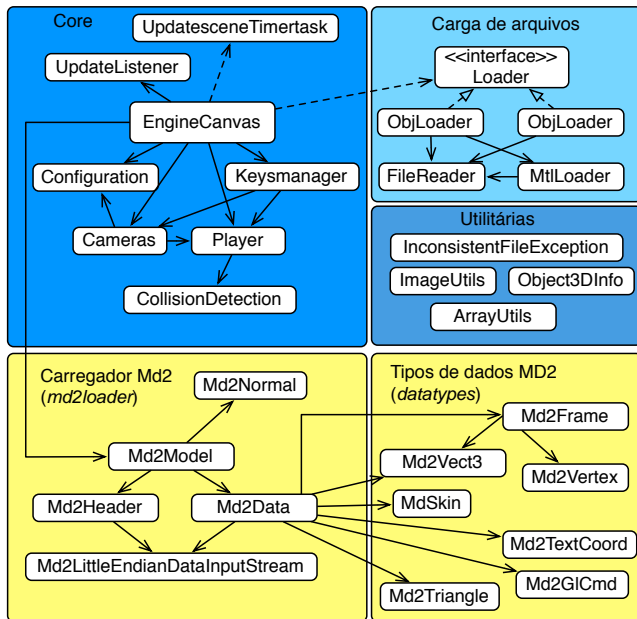 Core
UpdatesceneTimertask
UpdateListener
EngineCanvas
Configuration
Keysmanager
Cameras
Player
CollisionDetection
Carga de arquivos
<<interface>>
Loader
ObjLoader
ObjLoader
FileReader
MtlLoader
Utilitárias
InconsistentFileException
ImageUtils
Object3DInfo
ArrayUtils
Carregador Md2
(md2loader)
Md2Normal
Md2Model
Md2Header
Md2Data
Md2LittleEndianDataInputStream
Tipos de dados MD2
(datatypes)
Md2Frame
Md2Vect3
Md2Vertex
MdSkin
Md2TextCoord
Md2GlCmd
Md2Triangle